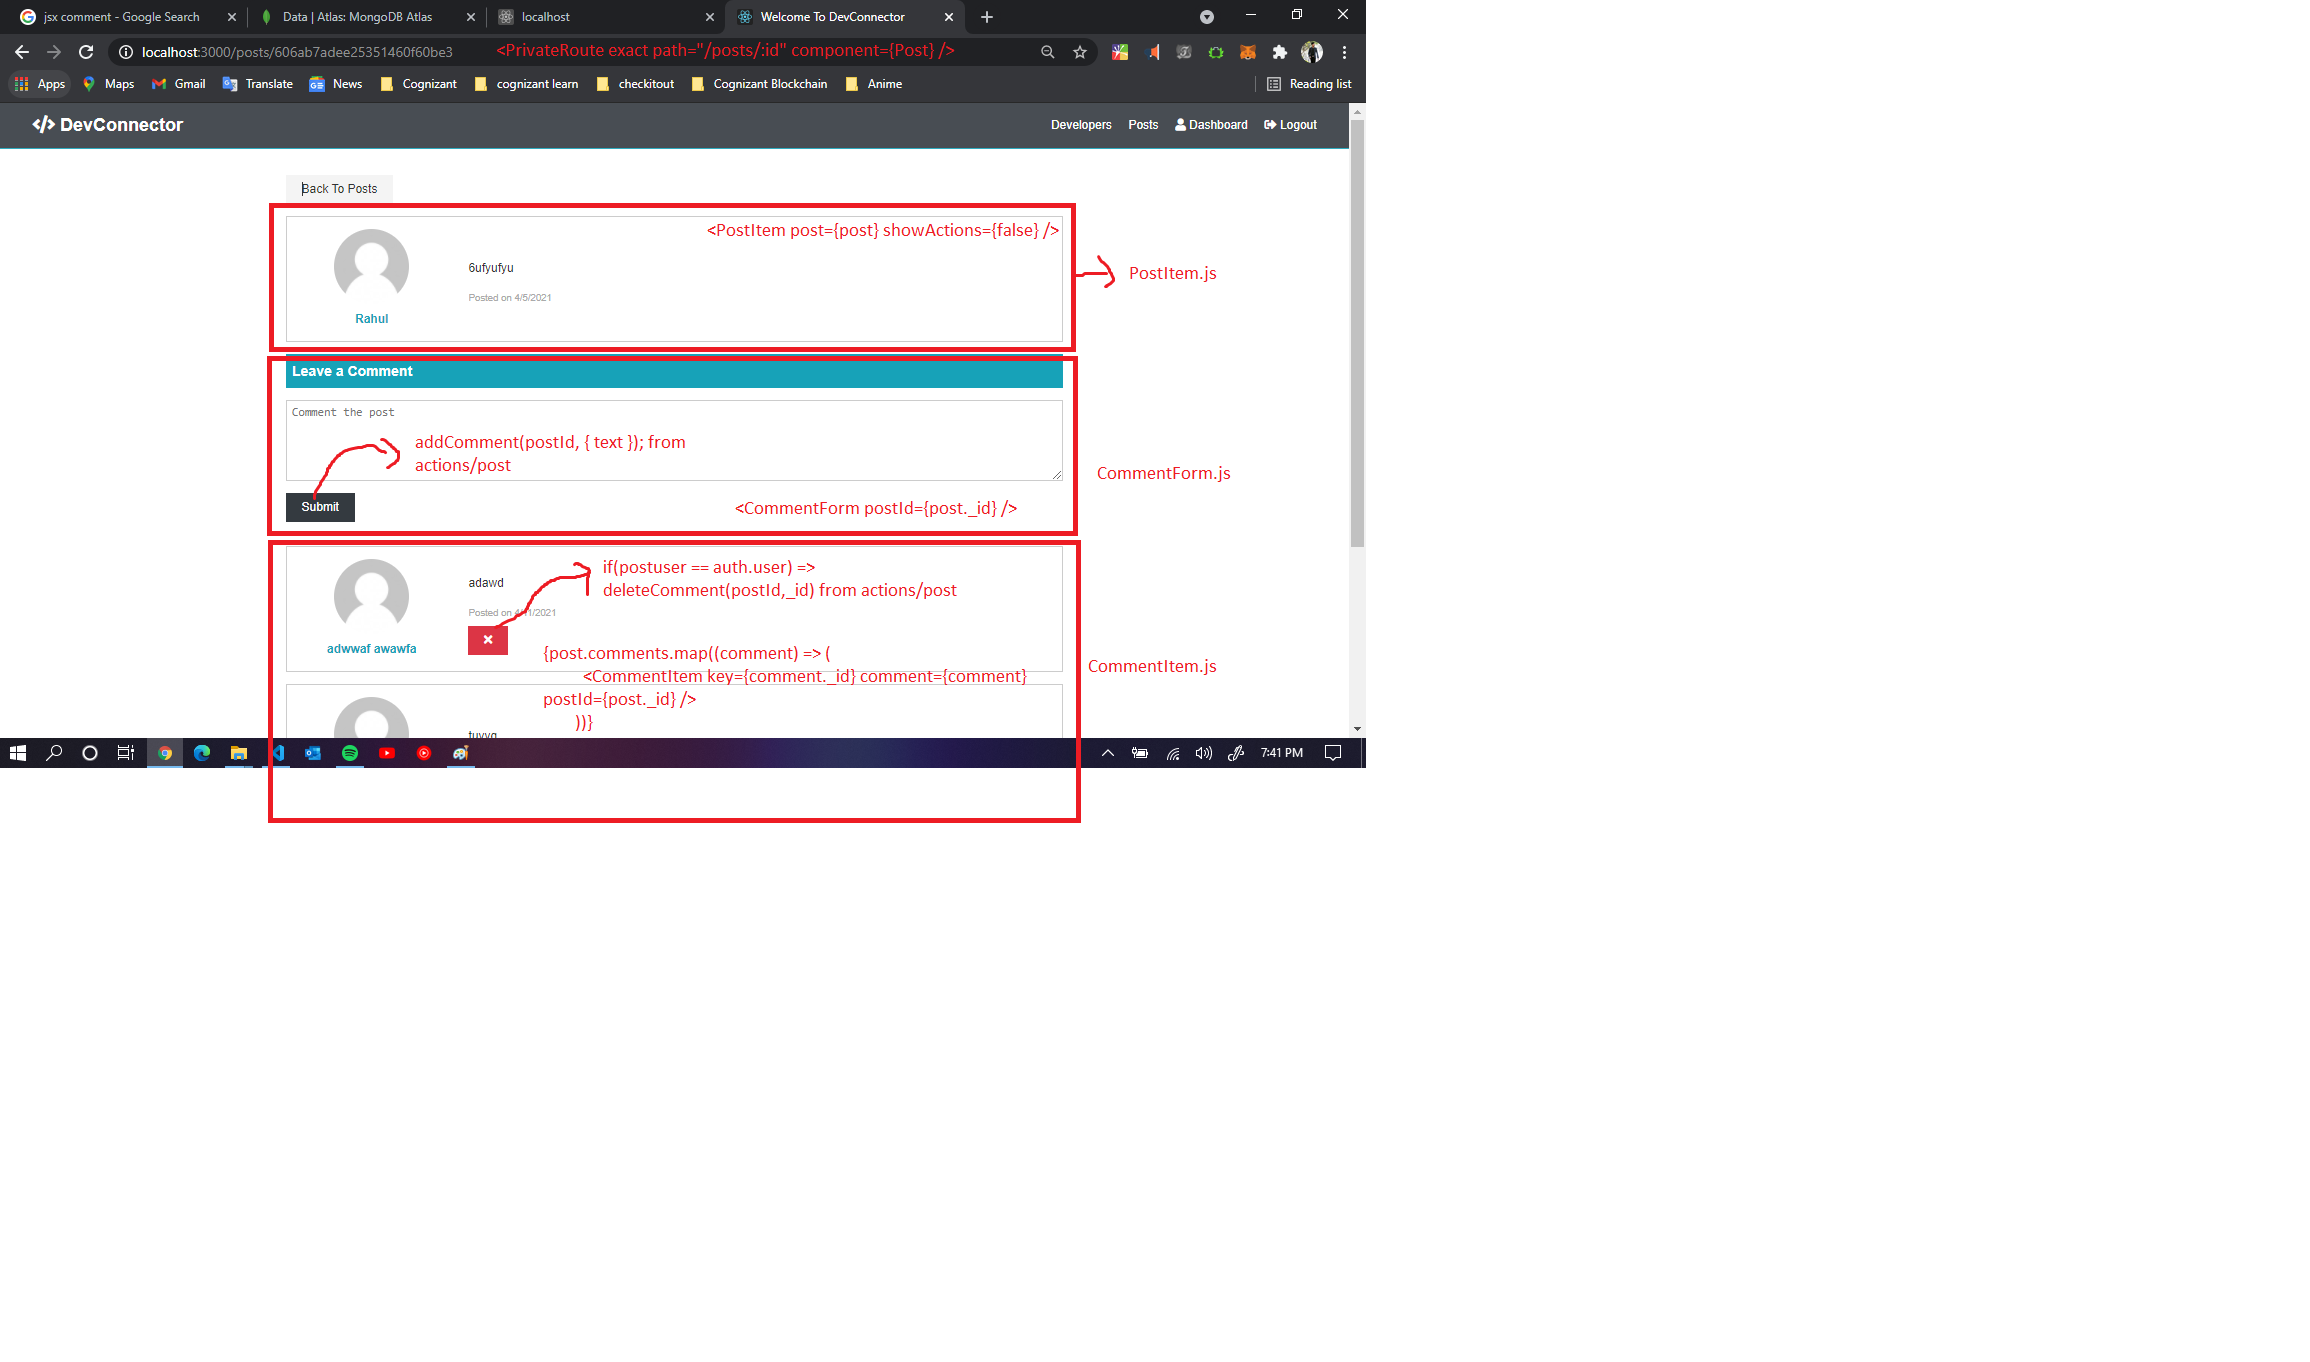 jsx comment - Google Search
Data | Atlas: MongoDB Atlas
localhost
Welcome To DevConnector
localhost:3000/posts/606ab7adee25351460f60be3
<PrivateRoute exact path="/posts/:id" component={Post} />
Apps
Maps
Gmail
Translate
News
Cognizant
cognizant learn
checkitout
Cognizant Blockchain
Anime
Reading list
</> DevConnector
Developers
Posts
Dashboard
Logout
Back To Posts
<PostItem post={post} showActions={false} />
6ufyufyu
PostItem.js
Posted on 4/5/2021
Rahul
Leave a Comment
Comment the post
addComment(postId, { text }); from
actions/post
CommentForm.js
Submit
<CommentForm postId={post._id} />
if(postuser == auth.user) =>
adawd
deleteComment(postId,_id) from actions/post
Posted on 4/11/2021
adwwaf awawfa
{post.comments.map((comment) => (
CommentItem.js
<CommentItem key={comment._id} comment={comment}
postId={post._id} />
))}
7:41 PM